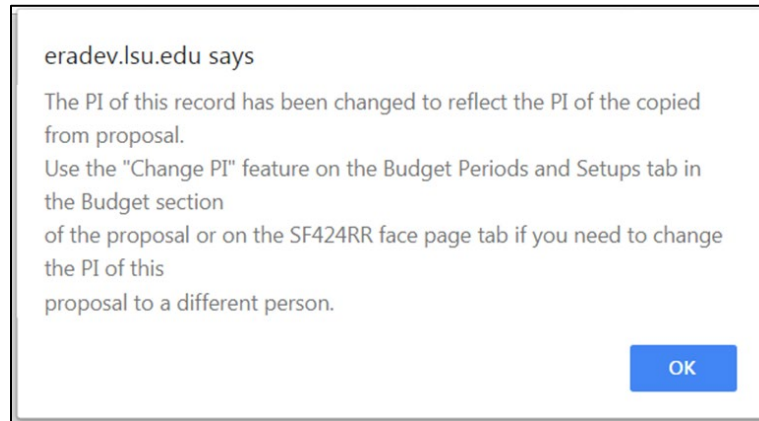 eradev.lsu.edu says
The PI of this record has been changed to reflect the PI of the copied
from proposal.
Use the "Change PI" feature on the Budget Periods and Setups tab in
the Budget section
of the proposal or on the SF424RR face page tab if you need to change
the PI of this
proposal to a different person.
OK